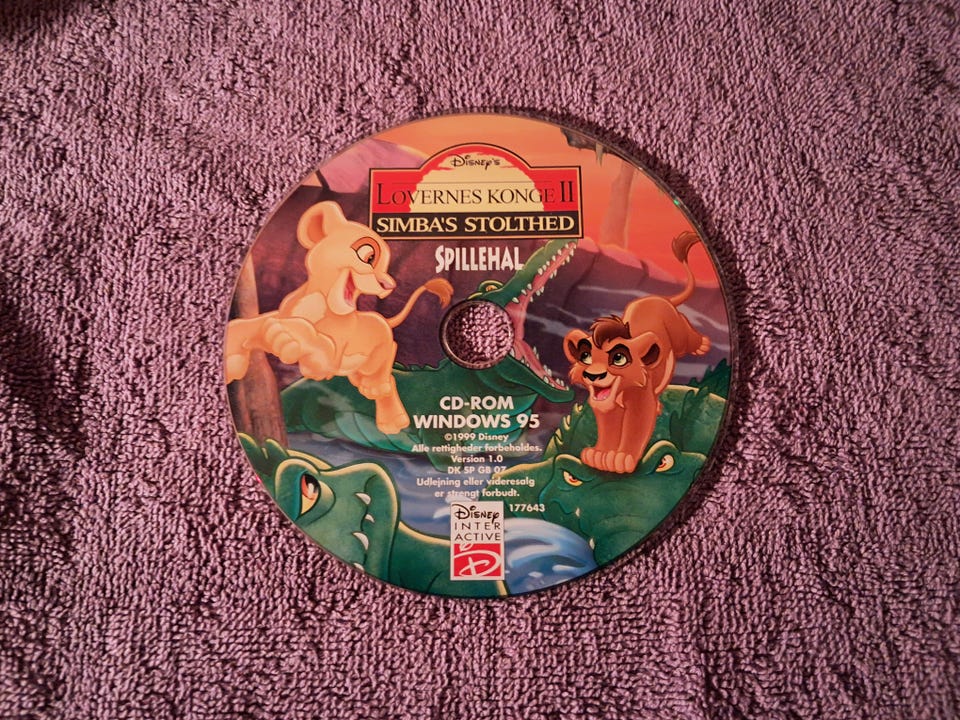 Disney's
Løvernes Konge II
SIMBA'S STOLTHED
SPILLEHAL
CD-ROM
WINDOWS 95
©1999 Disney
Alle rettigheder forbeholdes.
Version 1.0
DK SP GB 07
Udlejning eller videresalg
er strengt forbudt.
177643
Disney
INTER
ACTIVE
D